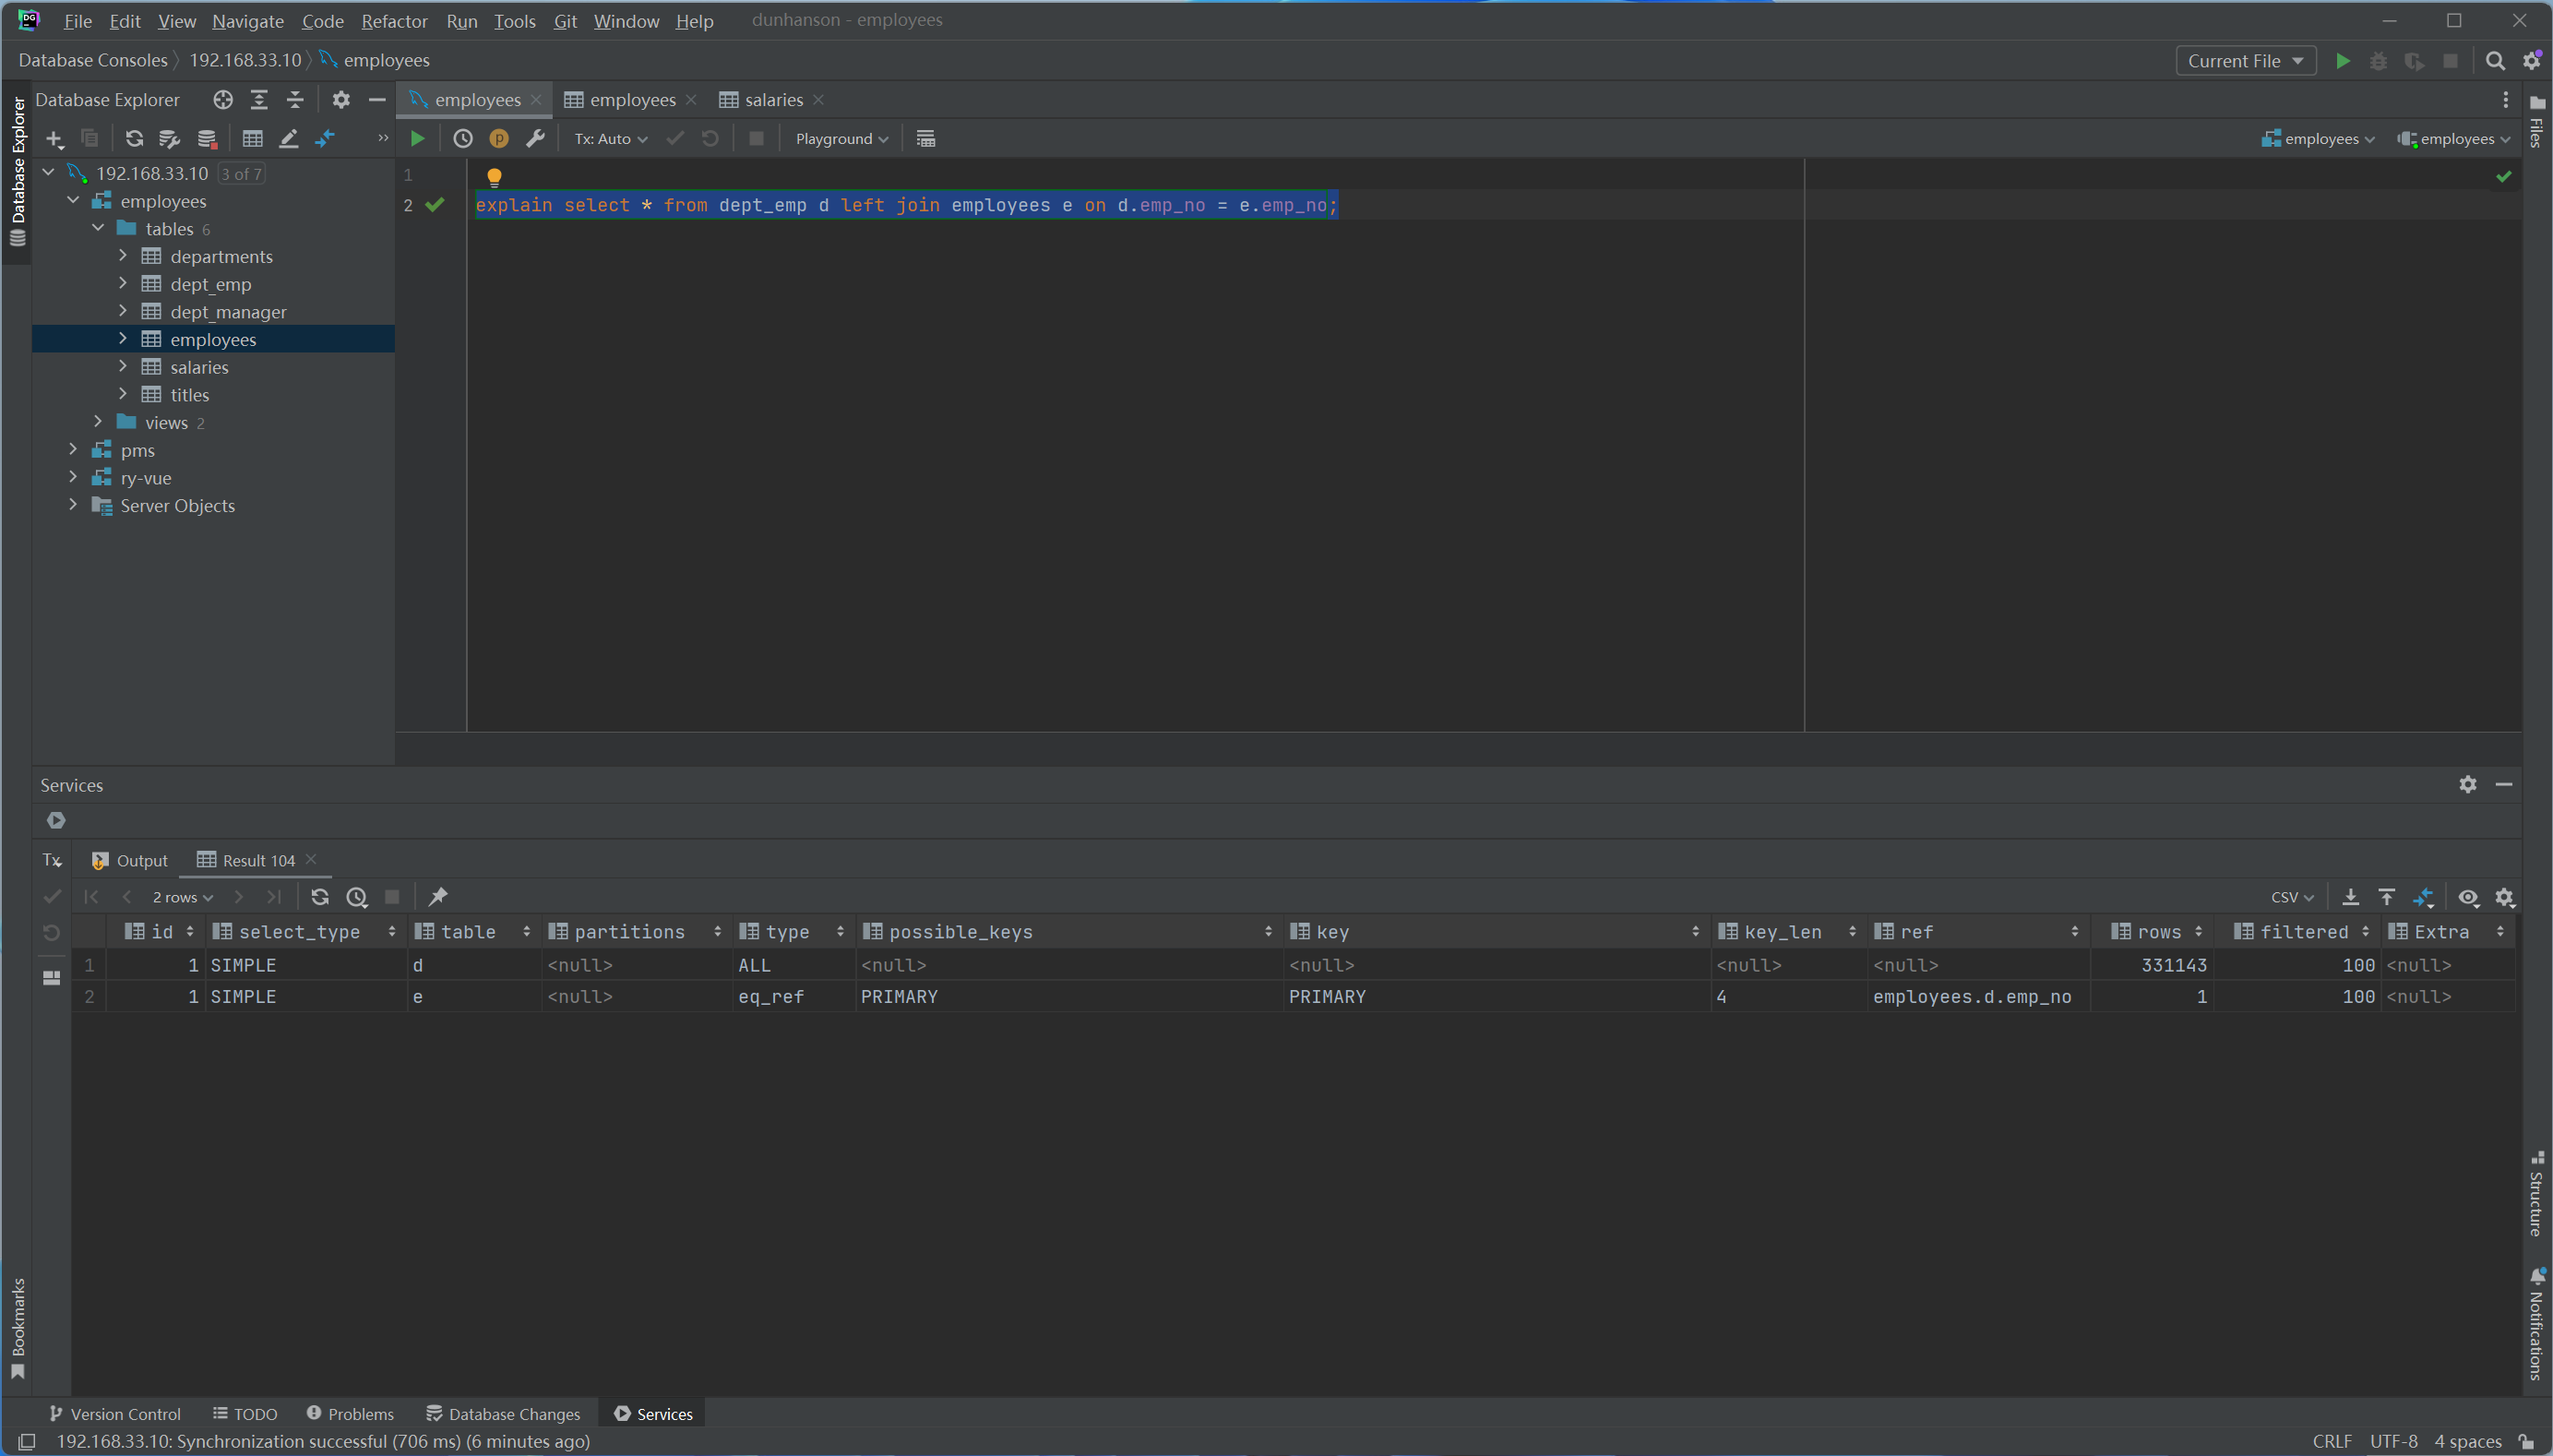 DG File Edit View Navigate Code Refactor Run Tools Git Window Help dunhanson - employees
Database Consoles 192.168.33.10 employees Current File
Database Explorer employees employees salaries
Tx: Auto Playground employees employees
192.168.33.10 3 of 7
employees
tables 6
departments
dept_emp
dept_manager
employees
salaries
titles
views 2
pms
ry-vue
Server Objects
1
2 explain select * from dept_emp d left join employees e on d.emp_no = e.emp_no;
Database Explorer
Bookmarks
Files
Structure
Notifications
Services
Tx Output Result 104
2 rows CSV
id select_type table partitions type possible_keys key key_len ref rows filtered Extra
1 1 SIMPLE d <null> ALL <null> <null> <null> <null> 331143 100 <null>
2 1 SIMPLE e <null> eq_ref PRIMARY PRIMARY 4 employees.d.emp_no 1 100 <null>
Version Control TODO Problems Database Changes Services
192.168.33.10: Synchronization successful (706 ms) (6 minutes ago) CRLF UTF-8 4 spaces